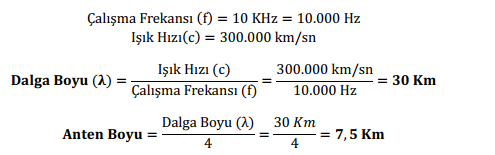 Çalışma Frekansı (f) = 10 KHz = 10.000 Hz
Işık Hızı(c) = 300.000 km/sn
Dalga Boyu (λ) = Işık Hızı (c) / Çalışma Frekansı (f) = 300.000 km/sn / 10.000 Hz = 30 Km
Anten Boyu = Dalga Boyu (λ) / 4 = 30 Km / 4 = 7,5 Km